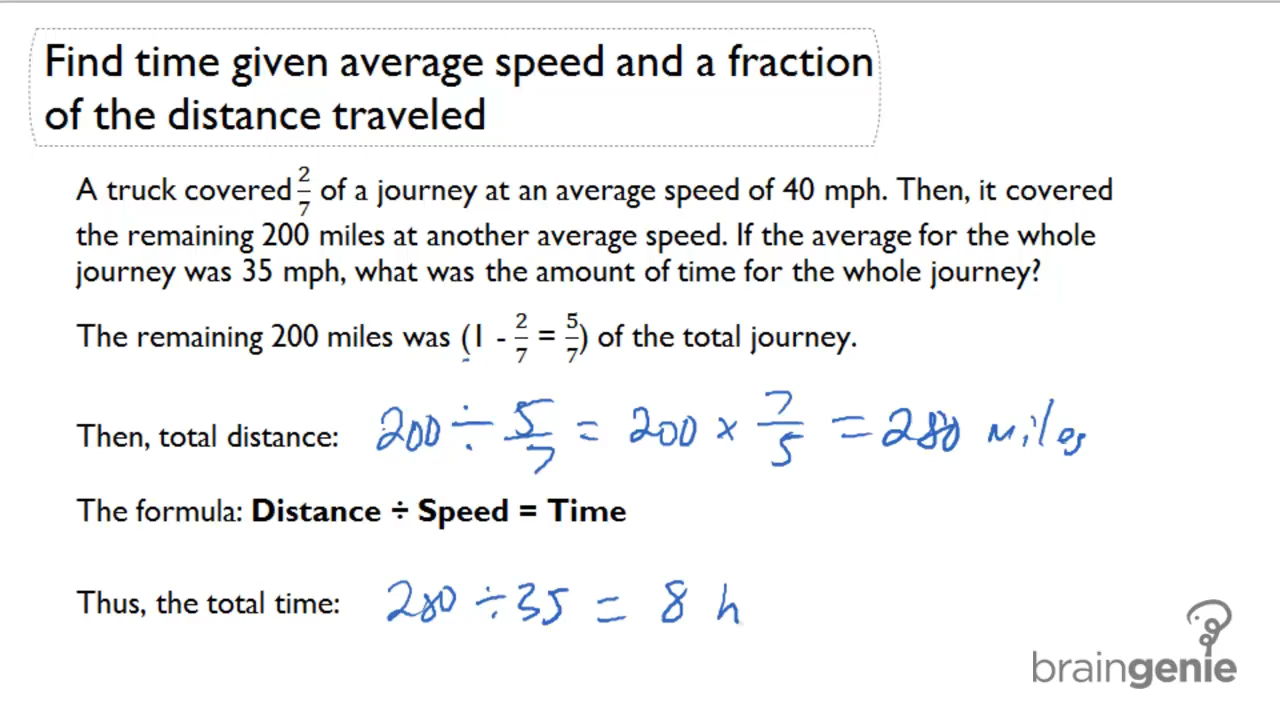 Find time given average speed and a fraction
of the distance traveled
A truck covered 2/7 of a journey at an average speed of 40 mph. Then, it covered
the remaining 200 miles at another average speed. If the average for the whole
journey was 35 mph, what was the amount of time for the whole journey?
The remaining 200 miles was (1 - 2/7 = 5/7) of the total journey.
Then, total distance: 200 ÷ 5/7 = 200 × 7/5 = 280 miles
The formula: Distance ÷ Speed = Time
Thus, the total time: 280 ÷ 35 = 8 h
braingenie